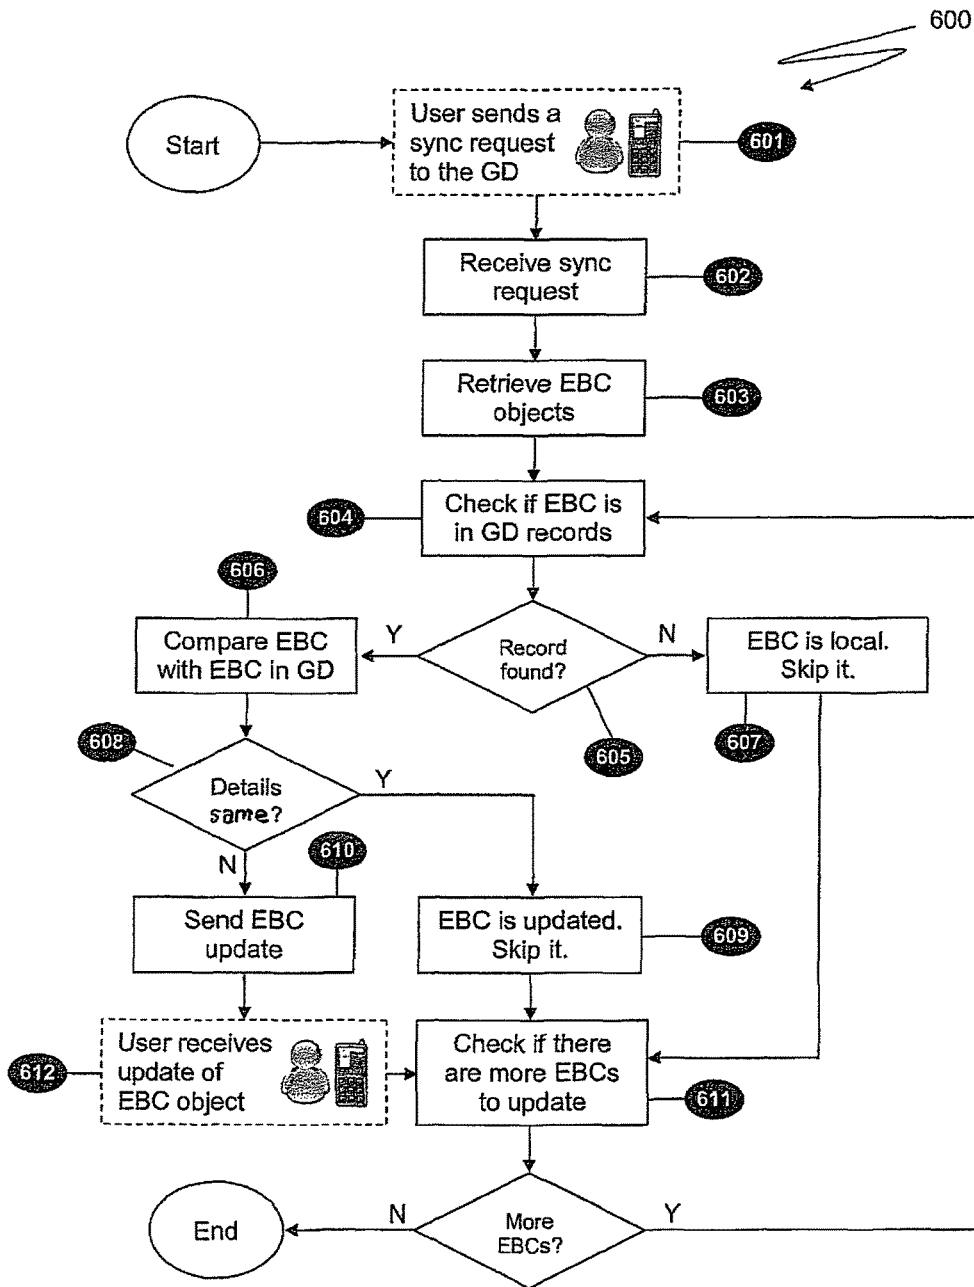 600
Start
User sends a
sync request
to the GD
601
Receive sync
request
602
Retrieve EBC
objects
603
Check if EBC is
in GD records
604
606
Compare EBC
with EBC in GD
Y
Record
found?
N
EBC is local.
Skip it.
605
607
608
Details
same?
Y
N
610
Send EBC
update
EBC is updated.
Skip it.
609
612
User receives
update of
EBC object
Check if there
are more EBCs
to update
611
End
N
More
EBCs?
Y